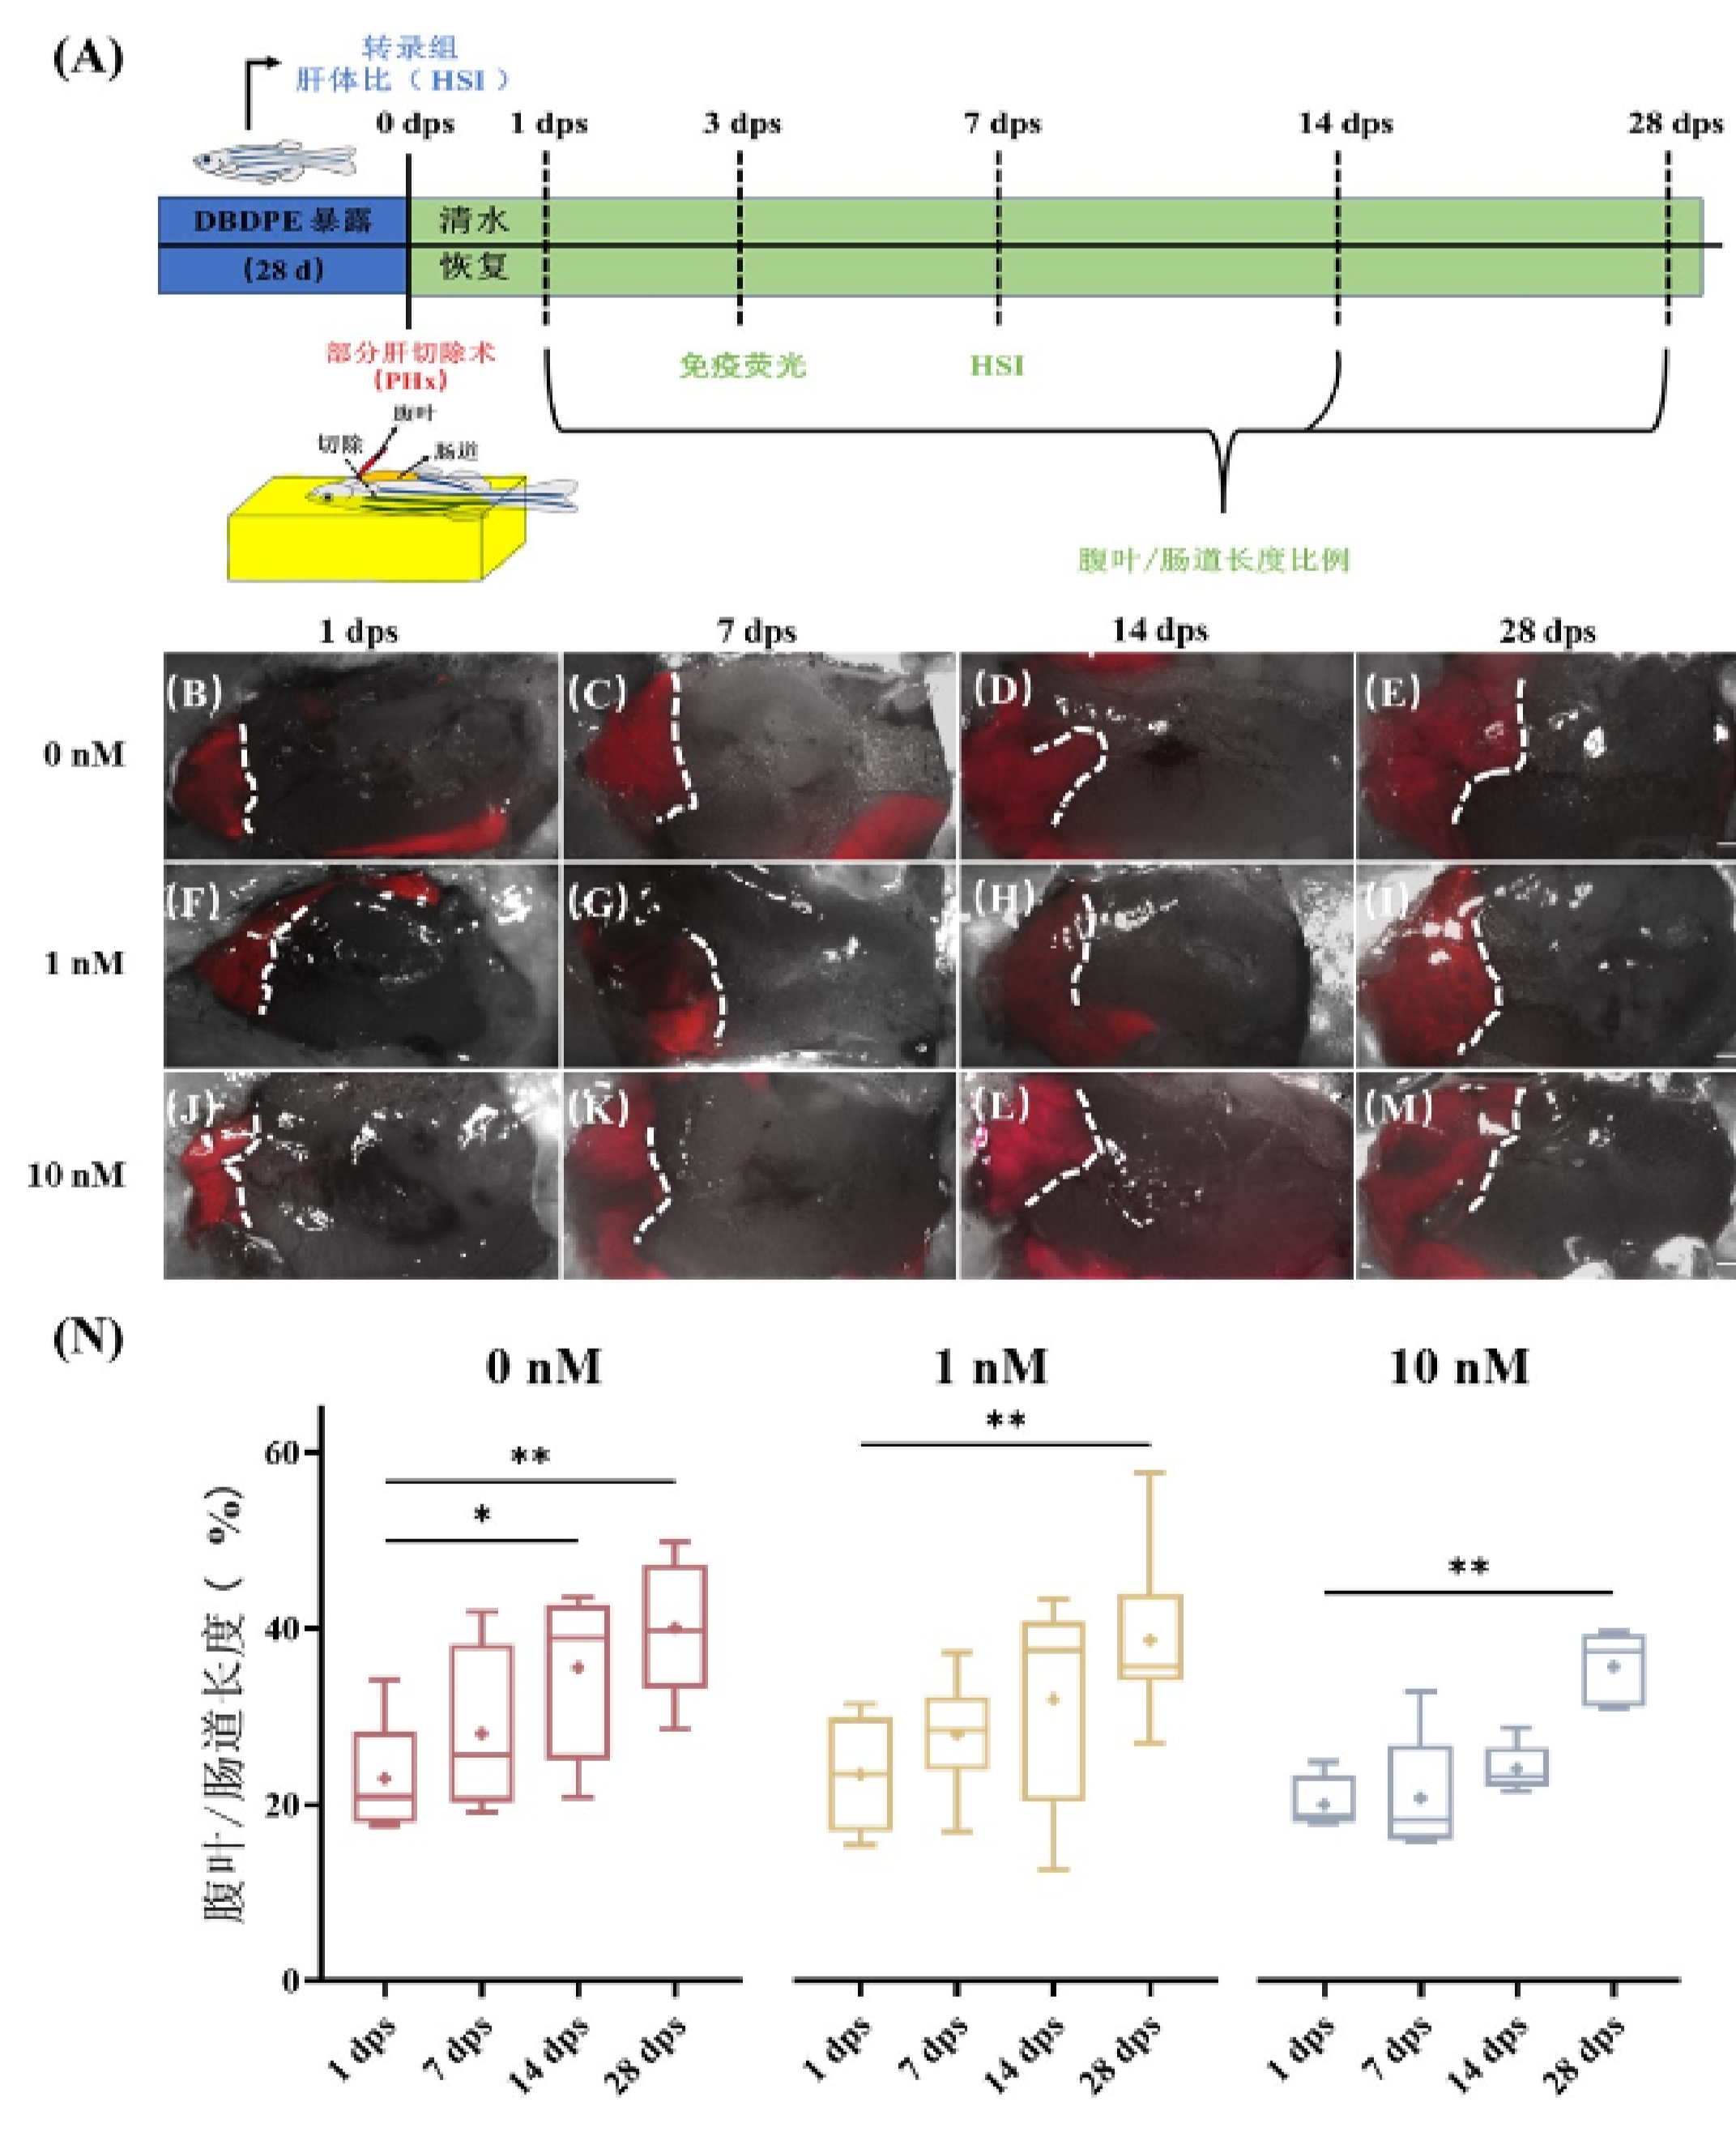 (A)
转录组
肝体比（ HSI ）
0 dps 1 dps 3 dps 7 dps 14 dps 28 dps
DBDPE 暴露 清水
(28 d) 恢复
部分肝切除术
(PHx)
免疫荧光 HSI
腹叶
切除 肠道
腹叶/肠道长度比例
1 dps 7 dps 14 dps 28 dps
0 nM (B) (C) (D) (E)
1 nM (F) (G) (H) (I)
10 nM (J) (K) (L) (M)
(N)
0 nM 1 nM 10 nM
腹叶/肠道长度（ %）
60
40
20
0
** * ** **
1 dps 7 dps 14 dps 28 dps 1 dps 7 dps 14 dps 28 dps 1 dps 7 dps 14 dps 28 dps